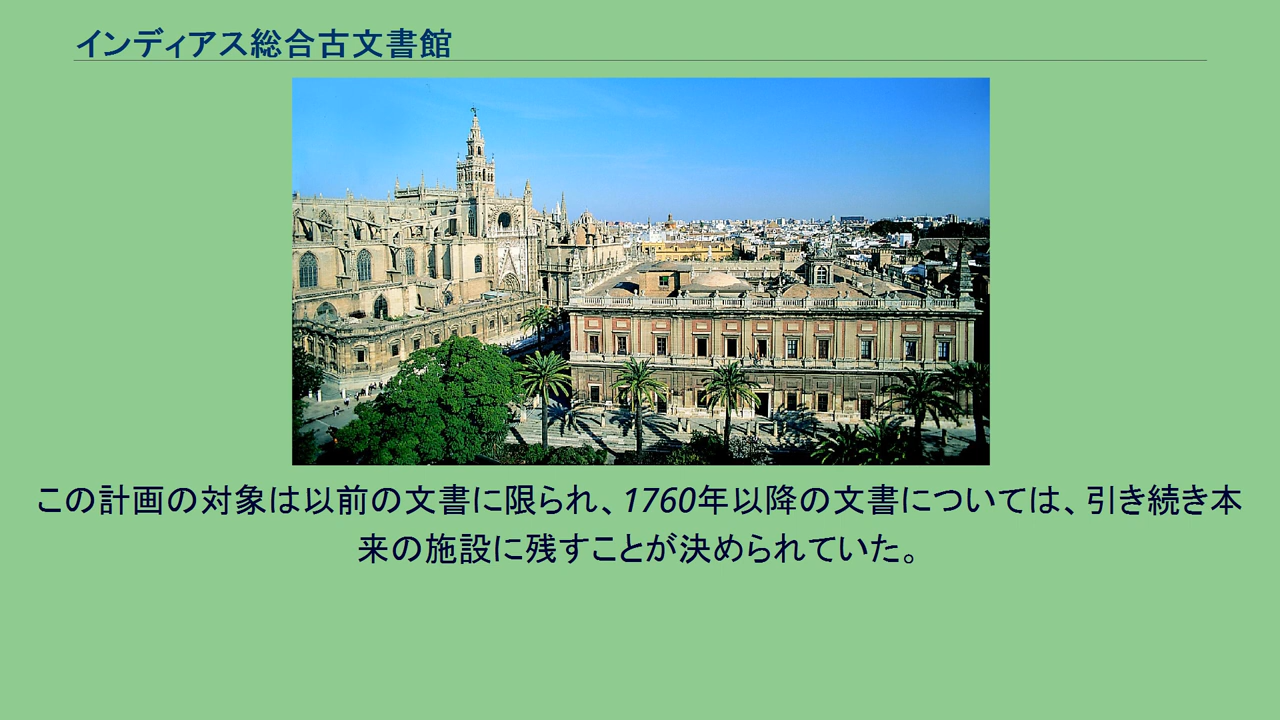 インディアス総合古文書館
この計画の対象は以前の文書に限られ、1760年以降の文書については、引き続き本
来の施設に残すことが決められていた。